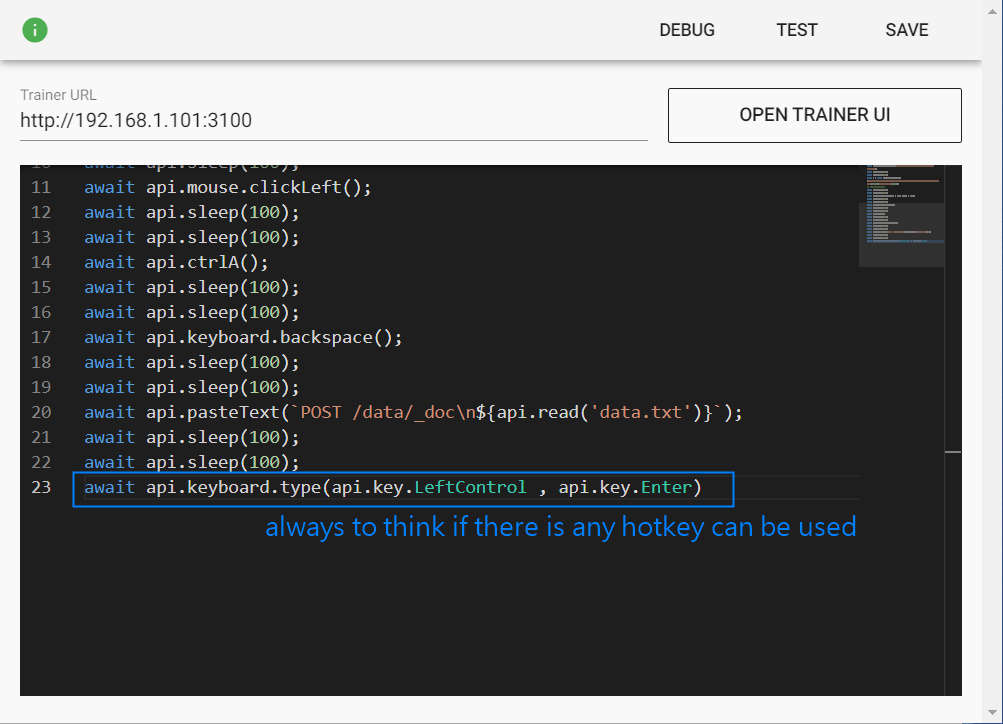 i
DEBUG TEST SAVE
Trainer URL
http://192.168.1.101:3100
OPEN TRAINER UI
10 await api.sleep(100);
11 await api.mouse.clickLeft();
12 await api.sleep(100);
13 await api.sleep(100);
14 await api.ctrlA();
15 await api.sleep(100);
16 await api.sleep(100);
17 await api.keyboard.backspace();
18 await api.sleep(100);
19 await api.sleep(100);
20 await api.pasteText(`POST /data/_doc\n${api.read('data.txt')}`);
21 await api.sleep(100);
22 await api.sleep(100);
23 await api.keyboard.type(api.key.LeftControl , api.key.Enter)
always to think if there is any hotkey can be used